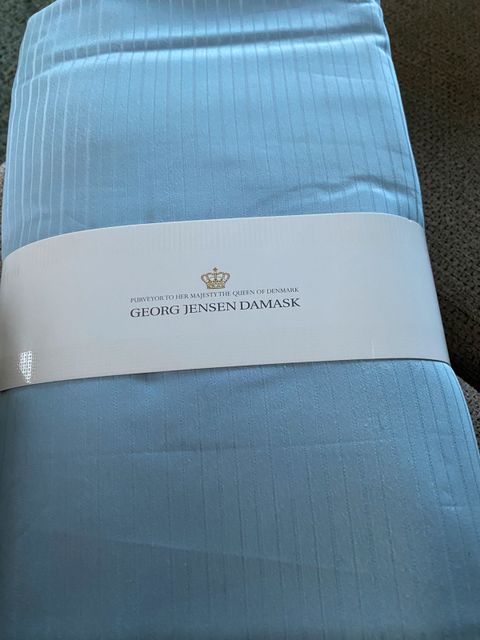 PURVEYOR TO HER MAJESTY THE QUEEN OF DENMARK
GEORG JENSEN DAMASK